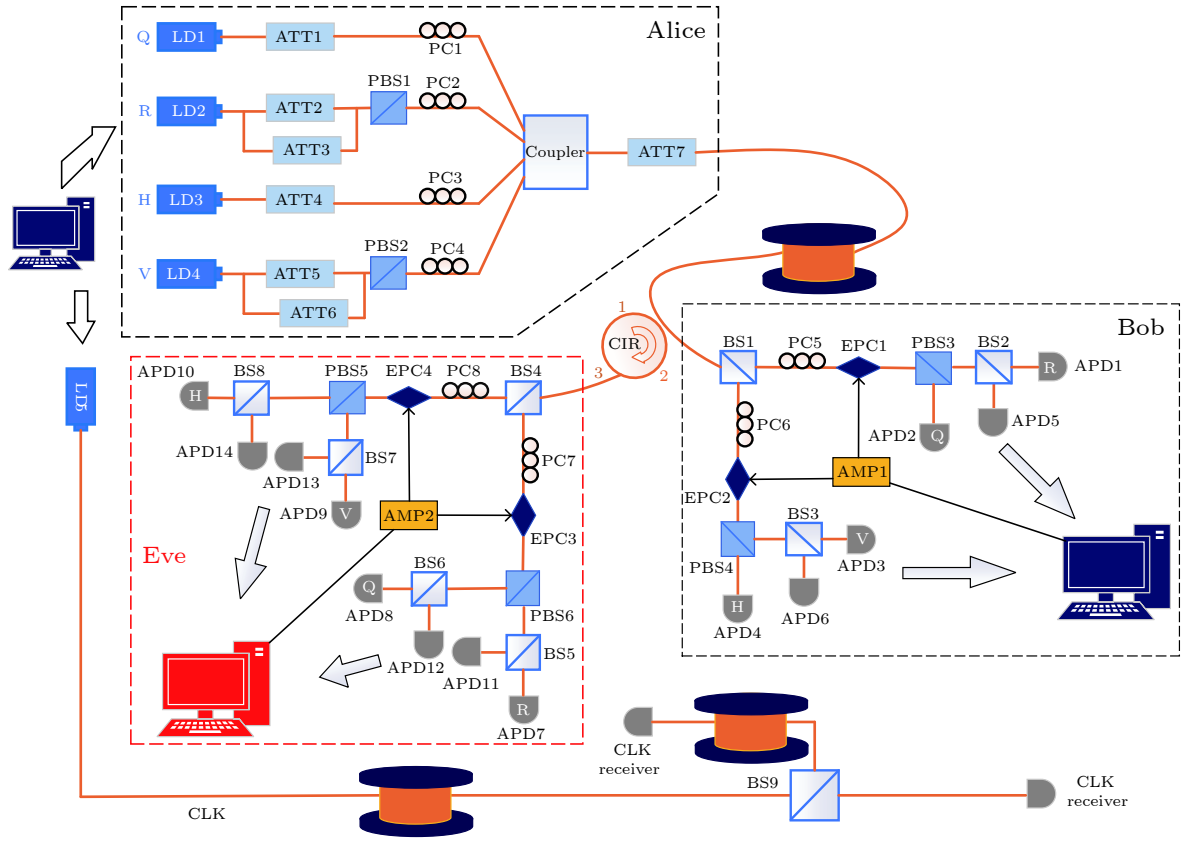 Alice
Q LD1 ATT1 PC1
R LD2 ATT2 PBS1 PC2
ATT3
Coupler ATT7
H LD3 ATT4 PC3
V LD4 ATT5 PBS2 PC4
ATT6
1
CIR
2
3
Bob
BS1 PC5 EPC1 PBS3 BS2
R APD1
APD2 Q APD5
PC6
AMP1
EPC2
BS3
V
APD3
PBS4
H
APD4 APD6
LD5
APD10
H BS8 PBS5 EPC4 PC8 BS4
APD14 BS7 PC7
APD13
APD9 V AMP2
EPC3
Eve
BS6
Q
APD8 PBS6
APD12 BS5
APD11
R
APD7
CLK
receiver
BS9
CLK
receiver
CLK